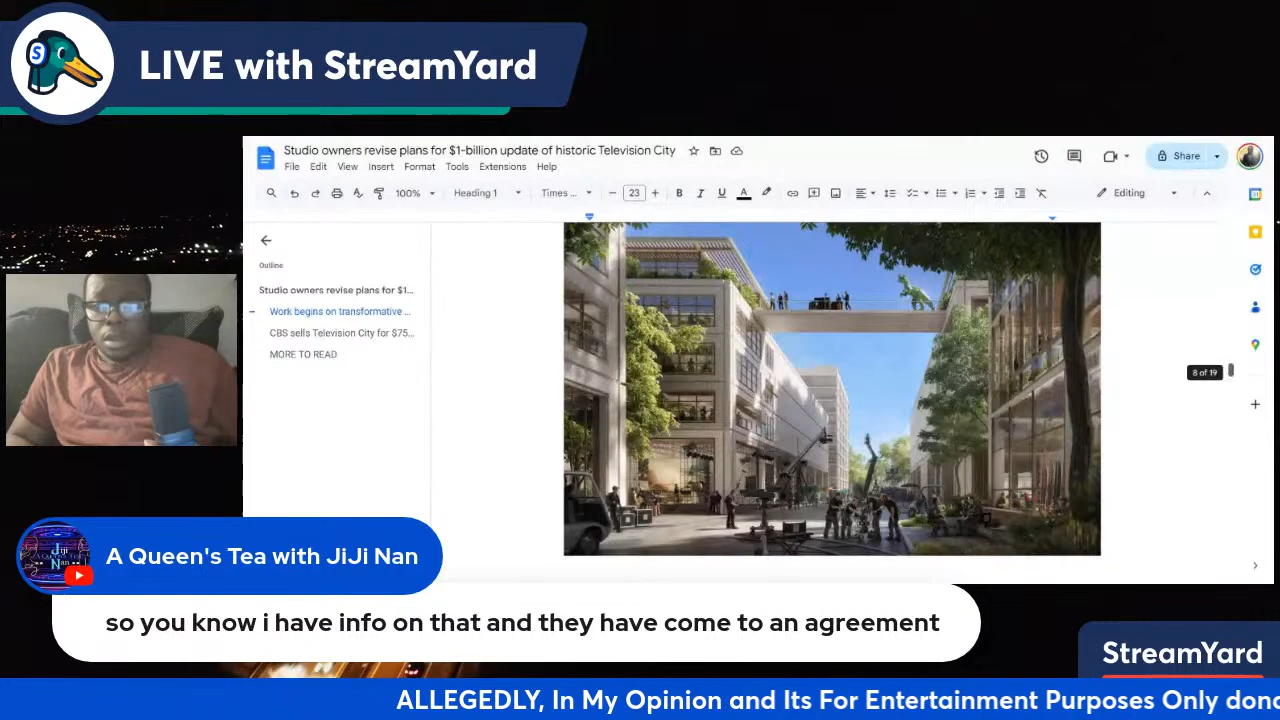 S
LIVE with StreamYard
Studio owners revise plans for $1-billion update of historic Television City
File Edit View Insert Format Tools Extensions Help
Share
100% Heading 1 Times ... 23 B I U A Editing
Outline
Studio owners revise plans for $1...
Work begins on transformative ...
CBS sells Television City for $75...
MORE TO READ
8 of 19
A Queen's Tea with JiJi Nan
so you know i have info on that and they have come to an agreement
StreamYard
ALLEGEDLY, In My Opinion and Its For Entertainment Purposes Only dona